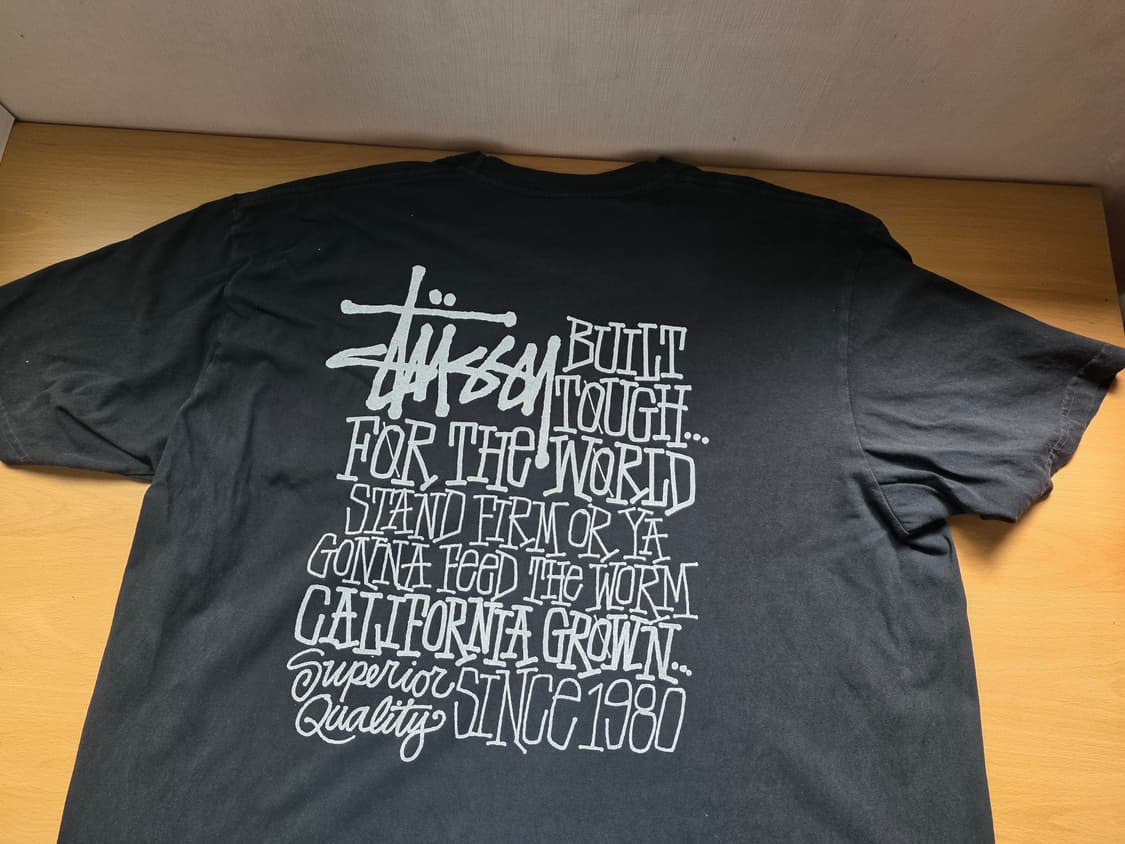 Stüssy BUILT
TOUGH...
FOR THE WORLD
STAND FIRM OR YA
GONNA FEED THE WORM
CALIFORNIA GROWN...
Superior
Quality SINCE 1980